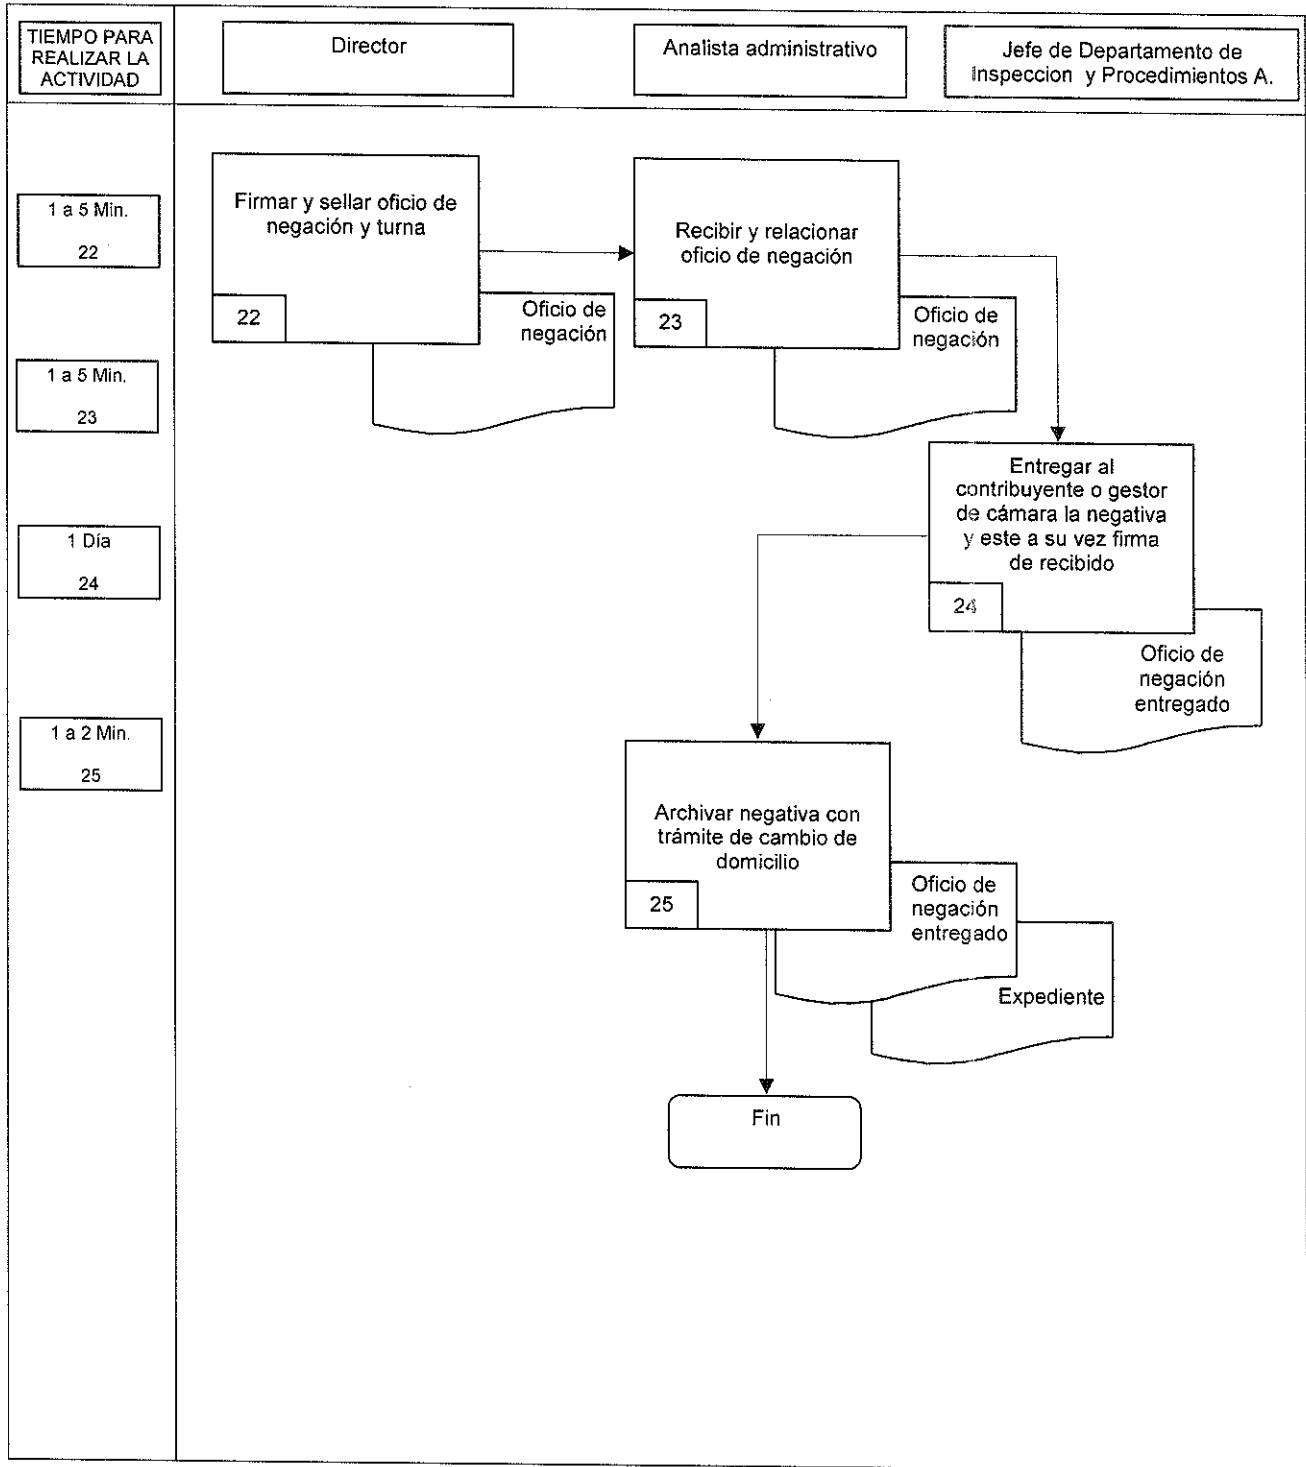 TIEMPO PARA
REALIZAR LA
ACTIVIDAD
Director
Analista administrativo
Jefe de Departamento de
Inspeccion y Procedimientos A.
1 a 5 Min.
22
Firmar y sellar oficio de
negación y turna
22
Oficio de
negación
Recibir y relacionar
oficio de negación
23
Oficio de
negación
1 a 5 Min.
23
Entregar al
contribuyente o gestor
de cámara la negativa
y este a su vez firma
de recibido
24
Oficio de
negación
entregado
1 Día
24
1 a 2 Min.
25
Archivar negativa con
trámite de cambio de
domicilio
25
Oficio de
negación
entregado
Expediente
Fin